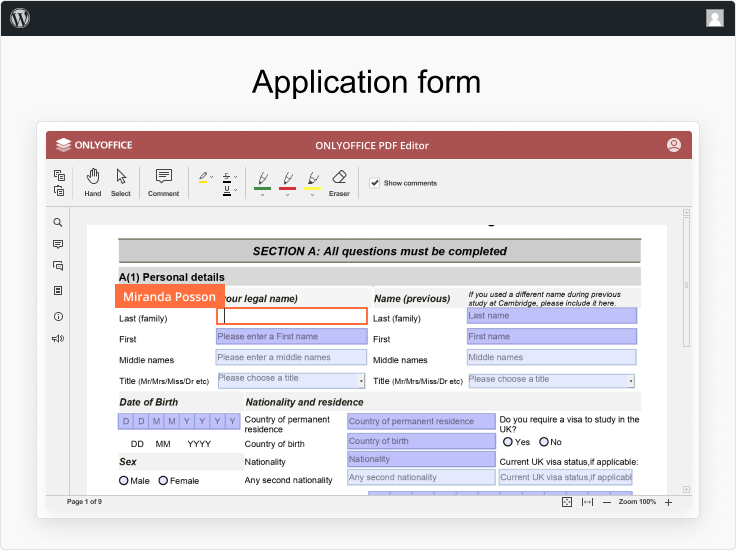 Application form
ONLYOFFICE
ONLYOFFICE PDF Editor
Hand
Select
Comment
S
U
Eraser
Show comments
SECTION A: All questions must be completed
A(1) Personal details
Miranda Posson
our legal name)
Name (previous)
If you used a different name during previous
study at Cambridge, please include it here.
Last (family)
Last (family)
Last name
First
Please enter a First name
First
First name
Middle names
Please enter a middle names
Middle names
Middle names
Title (Mr/Mrs/Miss/Dr etc)
Please choose a title
Title (Mr/Mrs/Miss/Dr etc)
Please choose a title
Date of Birth
Nationality and residence
D D M M Y Y Y Y
Country of permanent
residence
Country of permanent residence
Do you require a visa to study in the
UK?
DD MM YYYY
Country of birth
Country of birth
Yes
No
Sex
Nationality
Nationality
Current UK visa status,if applicable:
Male
Female
Any second nationality
Any second nationality
Current UK visa status,if applicabl
Page 1 of 9
Zoom 100%